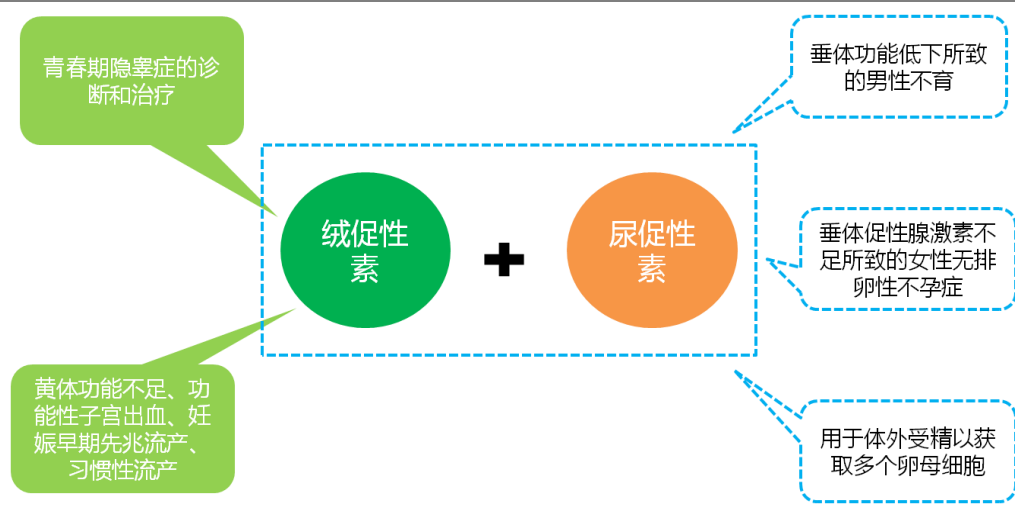 青春期隐睾症的诊
断和治疗
垂体功能低下所致
的男性不育
绒促性
素
尿促性
素
垂体促性腺激素不
足所致的女性无排
卵性不孕症
黄体功能不足、功
能性子宫出血、妊
娠早期先兆流产、
习惯性流产
用于体外受精以获
取多个卵母细胞